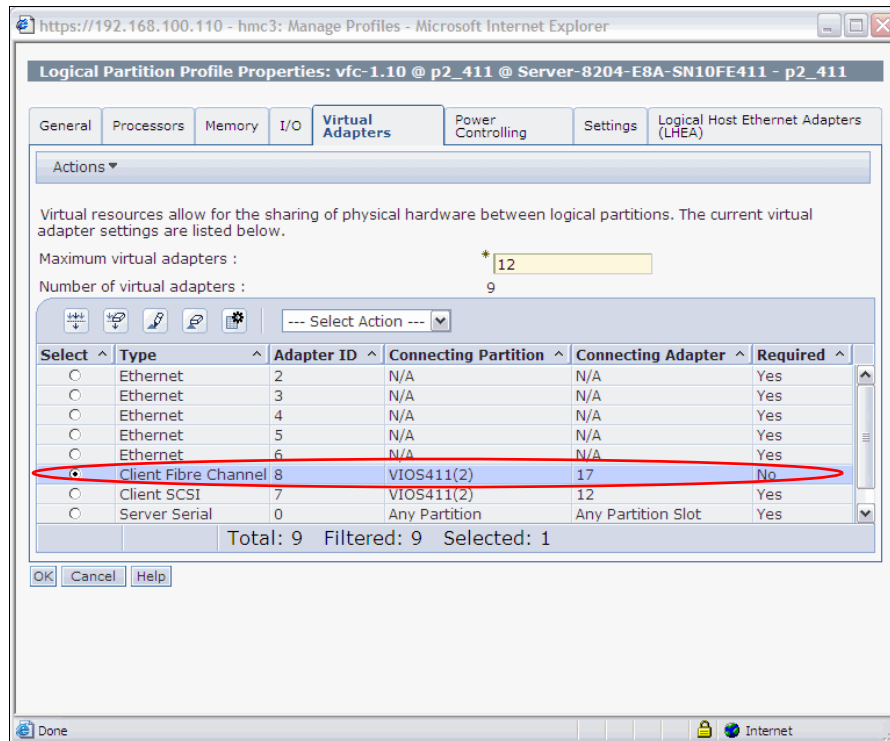 https://192.168.100.110 - hmc3: Manage Profiles - Microsoft Internet Explorer
Logical Partition Profile Properties: vfc-1.10 @ p2_411 @ Server-8204-E8A-SN10FE411 - p2_411
General Processors Memory I/O Virtual Adapters Power Controlling Settings Logical Host Ethernet Adapters (LHEA)
Actions
Virtual resources allow for the sharing of physical hardware between logical partitions. The current virtual
adapter settings are listed below.
Maximum virtual adapters : * 12
Number of virtual adapters : 9
--- Select Action ---
Select ^ Type ^ Adapter ID ^ Connecting Partition ^ Connecting Adapter ^ Required ^
Ethernet 2 N/A N/A Yes
Ethernet 3 N/A N/A Yes
Ethernet 4 N/A N/A Yes
Ethernet 5 N/A N/A Yes
Ethernet 6 N/A N/A Yes
Client Fibre Channel 8 VIOS411(2) 17 No
Client SCSI 7 VIOS411(2) 12 Yes
Server Serial 0 Any Partition Any Partition Slot Yes
Total: 9 Filtered: 9 Selected: 1
OK Cancel Help
Done Internet